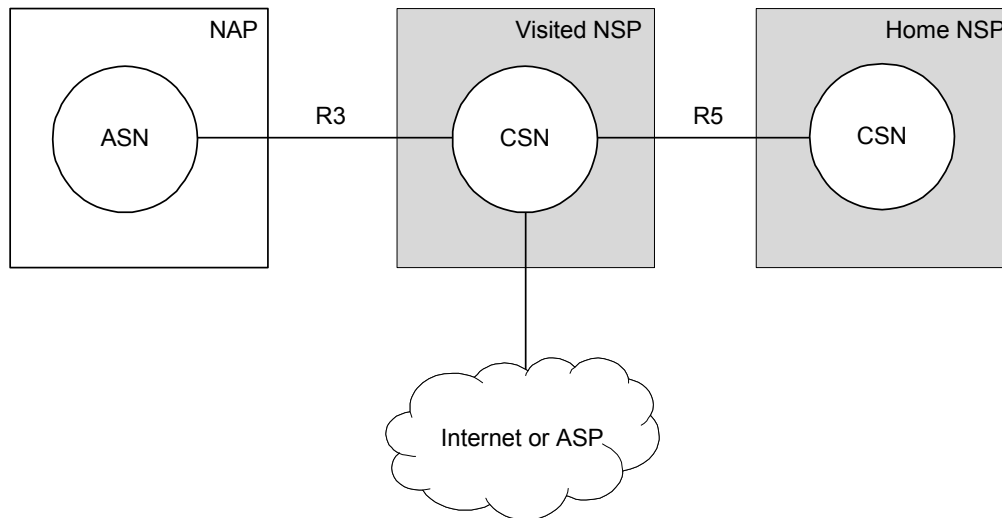 NAP
Visited NSP
Home NSP
ASN
R3
CSN
R5
CSN
Internet or ASP